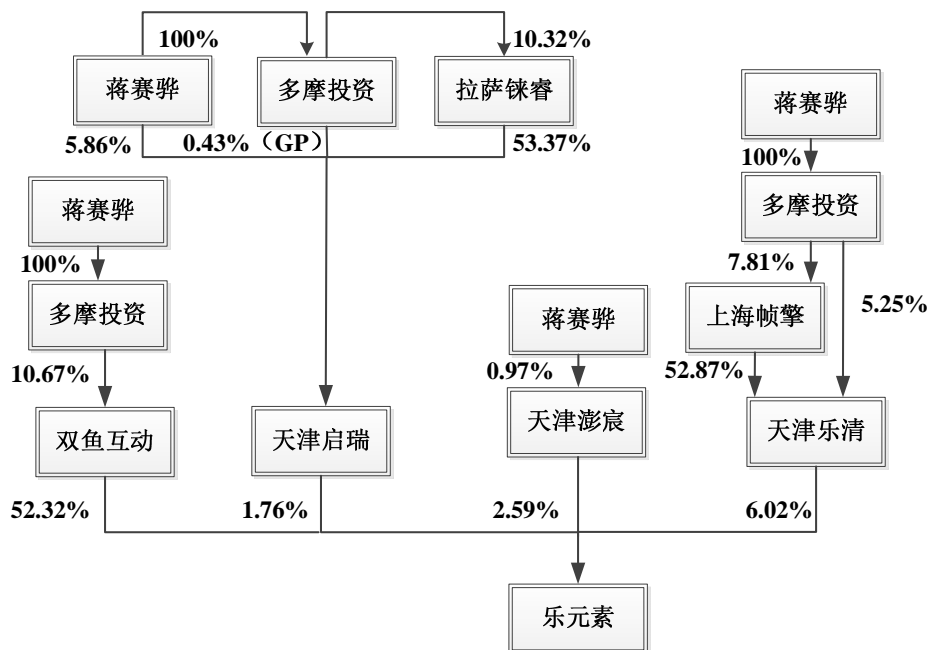 100%
10.32%
蒋赛骅
多摩投资
拉萨铼睿
蒋赛骅
5.86%
0.43%（GP）
53.37%
100%
蒋赛骅
多摩投资
100%
7.81%
多摩投资
蒋赛骅
上海帧擎
5.25%
10.67%
0.97%
52.87%
双鱼互动
天津启瑞
天津澎宸
天津乐清
52.32%
1.76%
2.59%
6.02%
乐元素